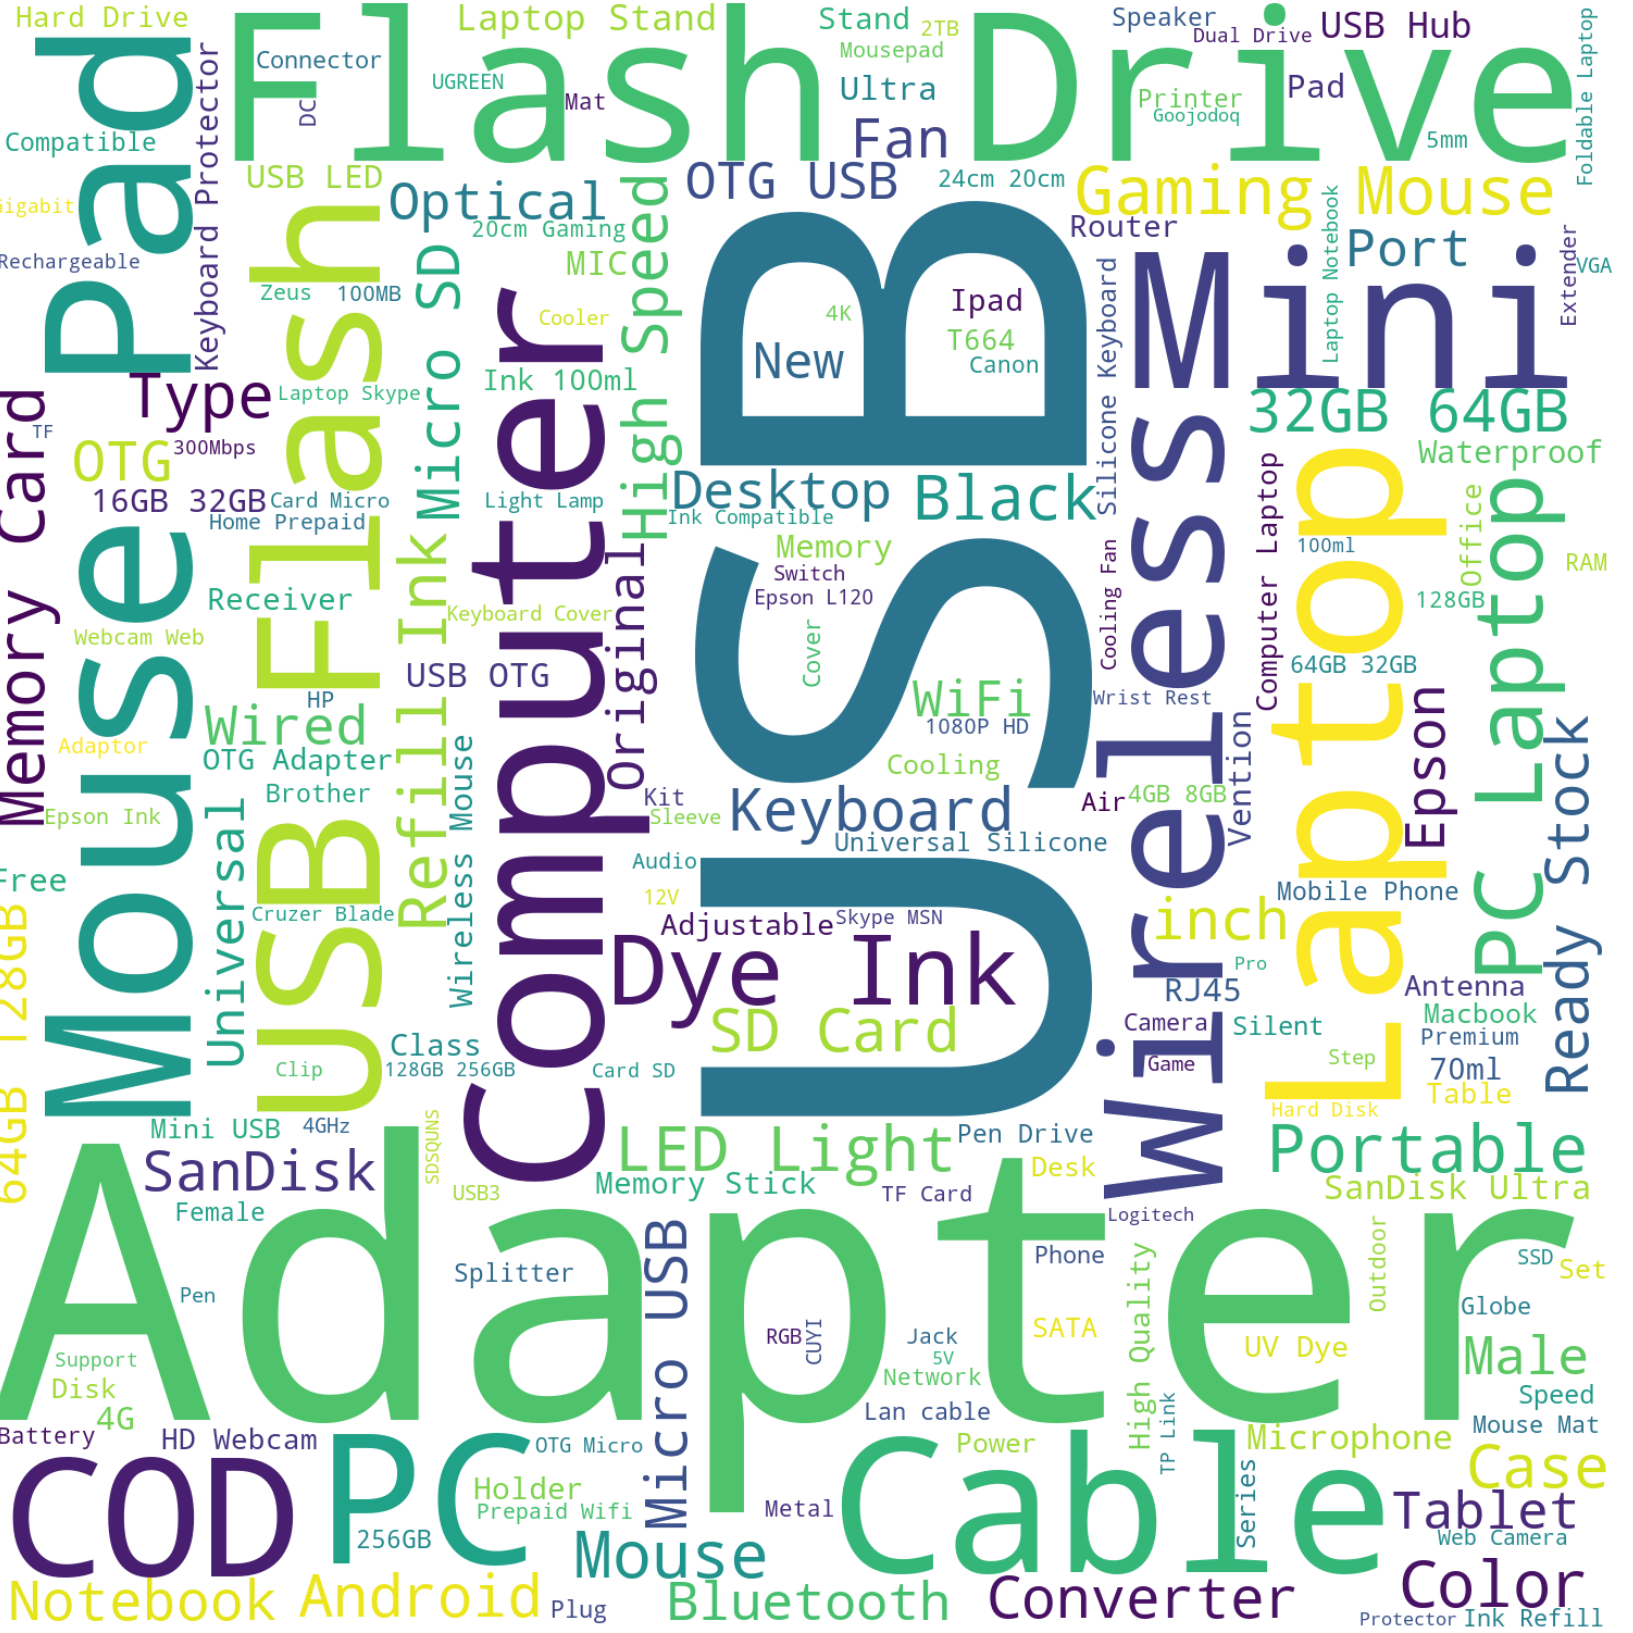 Hard Drive
Flash Drive
Laptop Stand
Stand
2TB
Speaker
Dual Drive
USB Hub
Foldable Laptop
Mouse Pad
Keyboard Protector
Connector
UGREEN
DC
Mat
Mousepad
Ultra
Fan
Pad
Printer
Goojodoq
5mm
Compatible
Gigabit
Rechargeable
USB LED
Optical
20cm Gaming
MIC
High Speed
OTG USB
24cm 20cm
Gaming Mouse
Router
Port
Laptop Notebook
Extender
VGA
USB Flash
Zeus
100MB
Micro SD
Cooler
Computer
Ink 100ml
USB
New
4K
Ipad
T664
Canon
Silicone Keyboard
Mini
Wireless
32GB 64GB
Waterproof
Type
Laptop Skype
TF
Memory Card
OTG
300Mbps
16GB 32GB
Card Micro
Home Prepaid
Light Lamp
Desktop
Black
Ink Compatible
Memory
Switch
Epson L120
Cooling Fan
Computer Laptop
Laptop
100ml
Office
PC Laptop
RAM
128GB
Receiver
Refill Ink
Keyboard Cover
Original
Webcam Web
Cover
64GB 32GB
USB OTG
HP
Wired
WiFi
1080P HD
Wrist Rest
Epson
Adaptor
OTG Adapter
Wireless Mouse
Cooling
Vention
Ready Stock
Brother
Epson Ink
Universal
Kit
Sleeve
Keyboard
Air
4GB 8GB
Universal Silicone
Free
Audio
Mobile Phone
64GB 128GB
12V
Cruzer Blade
Adjustable
Skype MSN
inch
Dye Ink
Pro
RJ45
Antenna
SD Card
Camera
Silent
Macbook
Class
Premium
Clip
128GB 256GB
Card SD
Game
Step
70ml
Table
Hard Disk
Mini USB
4GHz
SDSQUNS
LED Light
Pen Drive
Portable
SanDisk
Desk
Memory Stick
USB3
TF Card
SanDisk Ultra
Female
Logitech
Adapter
Micro USB
Phone
High Quality
Outdoor
SSD
Set
Splitter
Pen
Globe
RGB
CUYI
Jack
SATA
UV Dye
Male
Support
5V
Disk
Network
Speed
4G
Lan cable
TP Link
Mouse Mat
Battery
HD Webcam
OTG Micro
Power
Microphone
COD
PC
Cable
Case
Holder
Series
Prepaid Wifi
Metal
Tablet
256GB
Web Camera
Mouse
Color
Notebook
Android
Plug
Bluetooth
Converter
Protector
Ink Refill